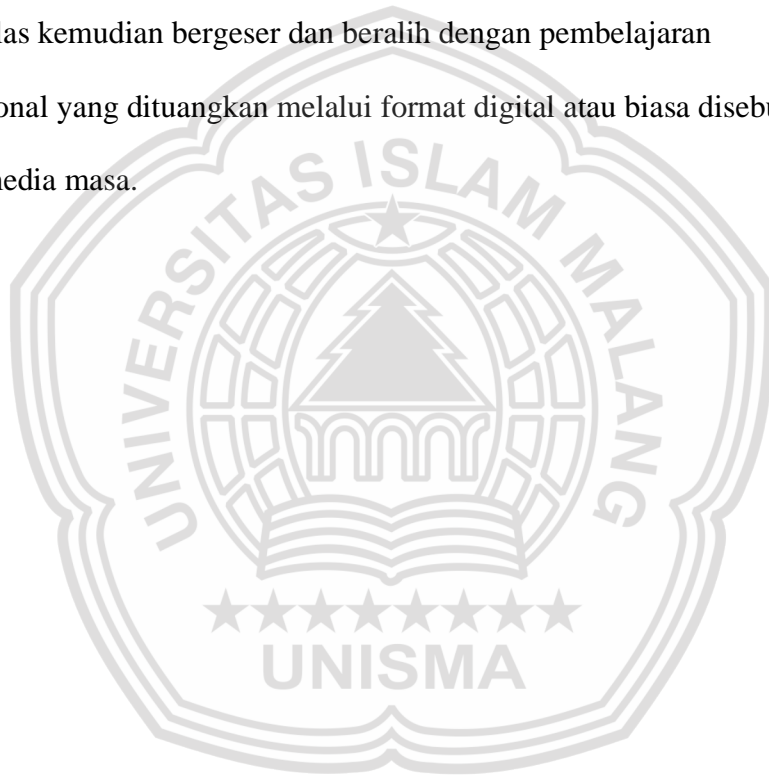 las kemudian bergeser dan beralih dengan pembelajaran
onal yang dituangkan melalui format digital atau biasa disebu
nedia masa.
UNIVERSITAS ISLAM MALANG
UNISMA